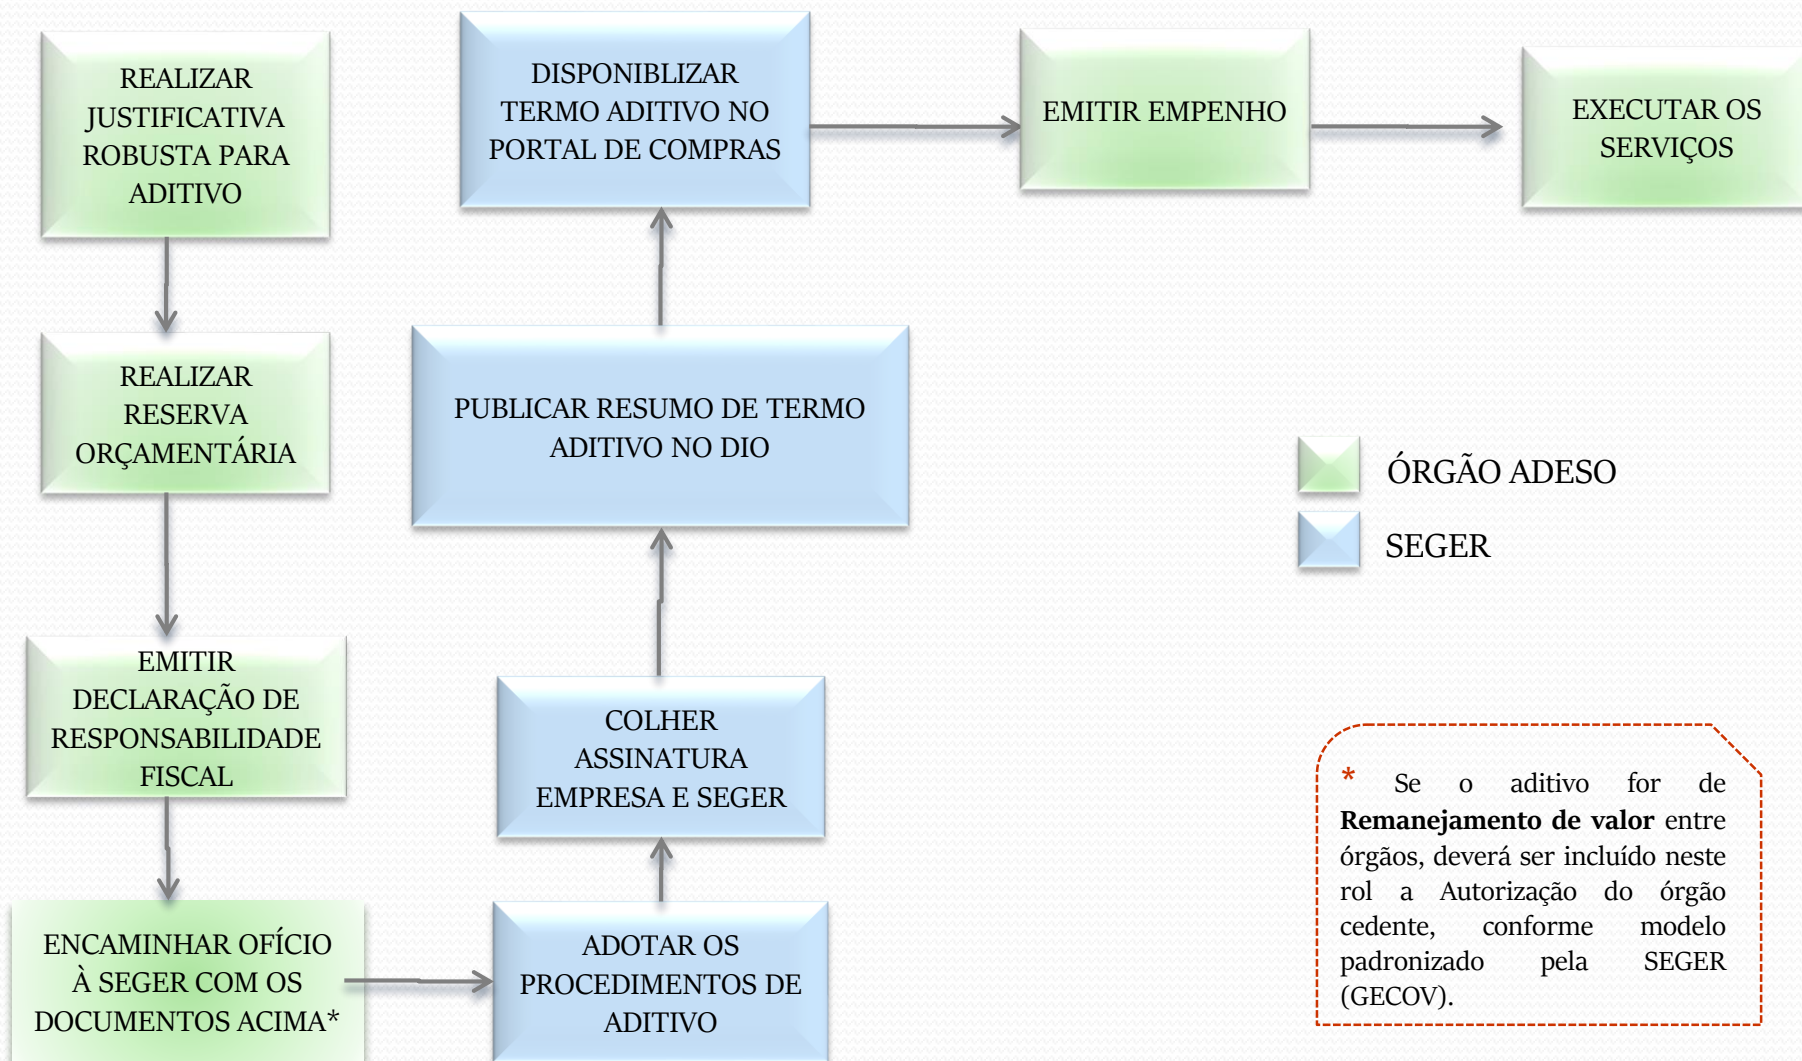 REALIZAR
JUSTIFICATIVA
ROBUSTA PARA
ADITIVO
REALIZAR
RESERVA
ORÇAMENTÁRIA
EMITIR
DECLARAÇÃO DE
RESPONSABILIDADE
FISCAL
ENCAMINHAR OFÍCIO
À SEGER COM OS
DOCUMENTOS ACIMA*
ADOTAR OS
PROCEDIMENTOS DE
ADITIVO
COLHER
ASSINATURA
EMPRESA E SEGER
PUBLICAR RESUMO DE TERMO
ADITIVO NO DIO
DISPONIBLIZAR
TERMO ADITIVO NO
PORTAL DE COMPRAS
EMITIR EMPENHO
EXECUTAR OS
SERVIÇOS
ÓRGÃO ADESO
SEGER
* Se o aditivo for de
Remanejamento de valor entre
órgãos, deverá ser incluído neste
rol a Autorização do órgão
cedente, conforme modelo
padronizado pela SEGER
(GECOV).